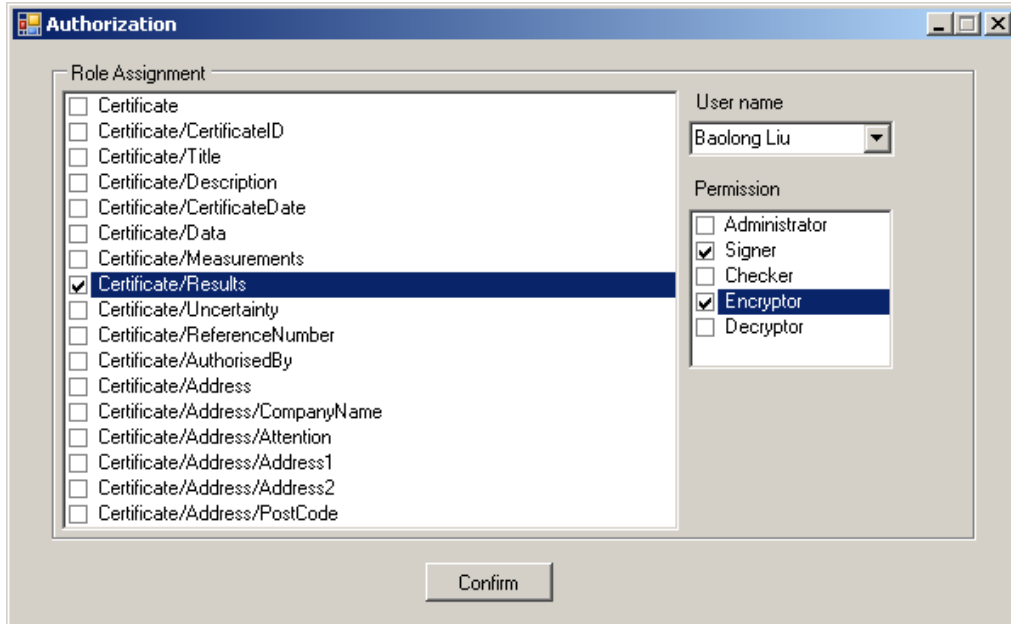 Authorization
Role Assignment
Certificate
Certificate/CertificateID
Certificate/Title
Certificate/Description
Certificate/CertificateDate
Certificate/Data
Certificate/Measurements
Certificate/Results
Certificate/Uncertainty
Certificate/ReferenceNumber
Certificate/AuthorisedBy
Certificate/Address
Certificate/Address/CompanyName
Certificate/Address/Attention
Certificate/Address/Address1
Certificate/Address/Address2
Certificate/Address/PostCode
User name
Baolong Liu
Permission
Administrator
Signer
Checker
Encryptor
Decryptor
Confirm